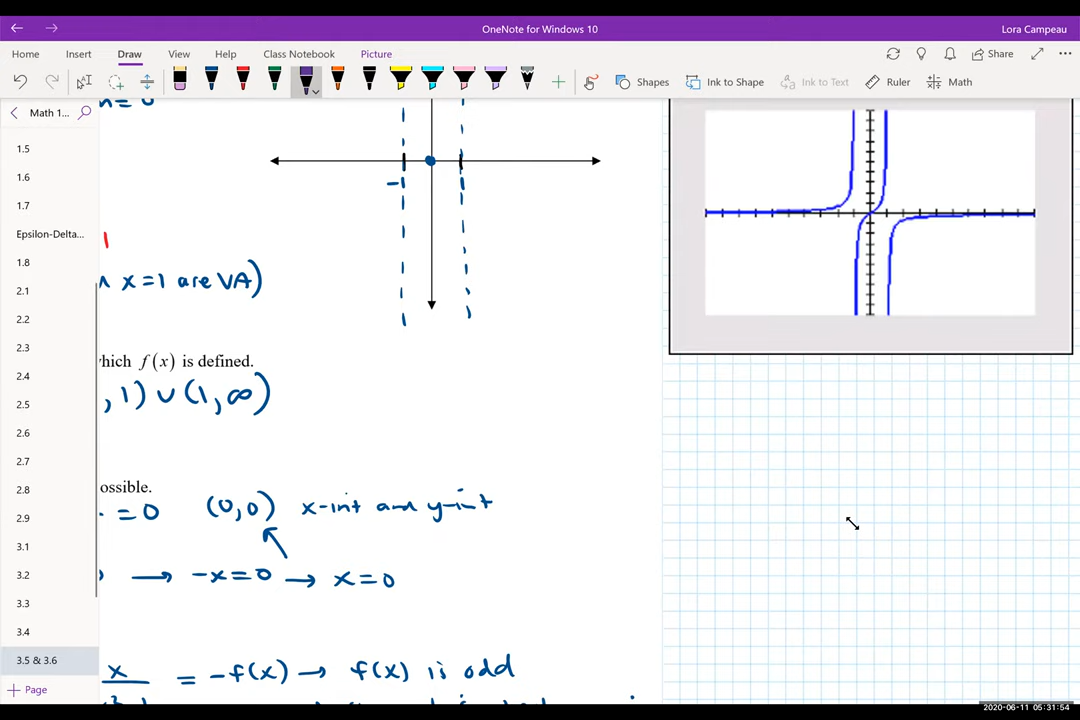 OneNote for Windows 10
Lora Campeau
Home Insert Draw View Help Class Notebook Picture
Share
Shapes Ink to Shape Ink to Text Ruler Math
Math 1...
1.5
1.6
1.7
Epsilon-Delta...
1.8
2.1
2.2
2.3
2.4
2.5
2.6
2.7
2.8
2.9
3.1
3.2
3.3
3.4
3.5 & 3.6
Page
= 0
-1 1
1
x = 1 are VA)
which f(x) is defined.
, 1) ∪ (1, ∞)
ossible.
= 0 (0,0) x-int and y-int
→ -x = 0 → x = 0
x = -f(x) → f(x) is odd
2020-06-11 05:31:54